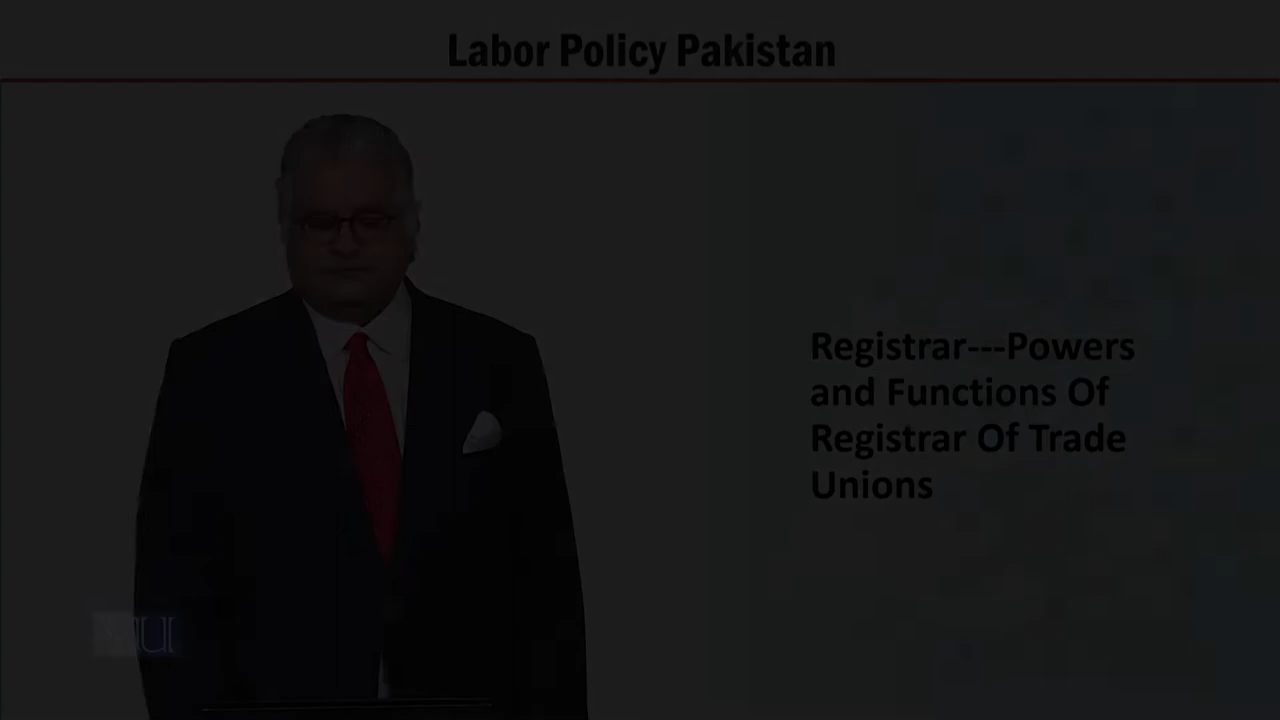 Labor Policy Pakistan
Registrar---Powers
and Functions Of
Registrar Of Trade
Unions